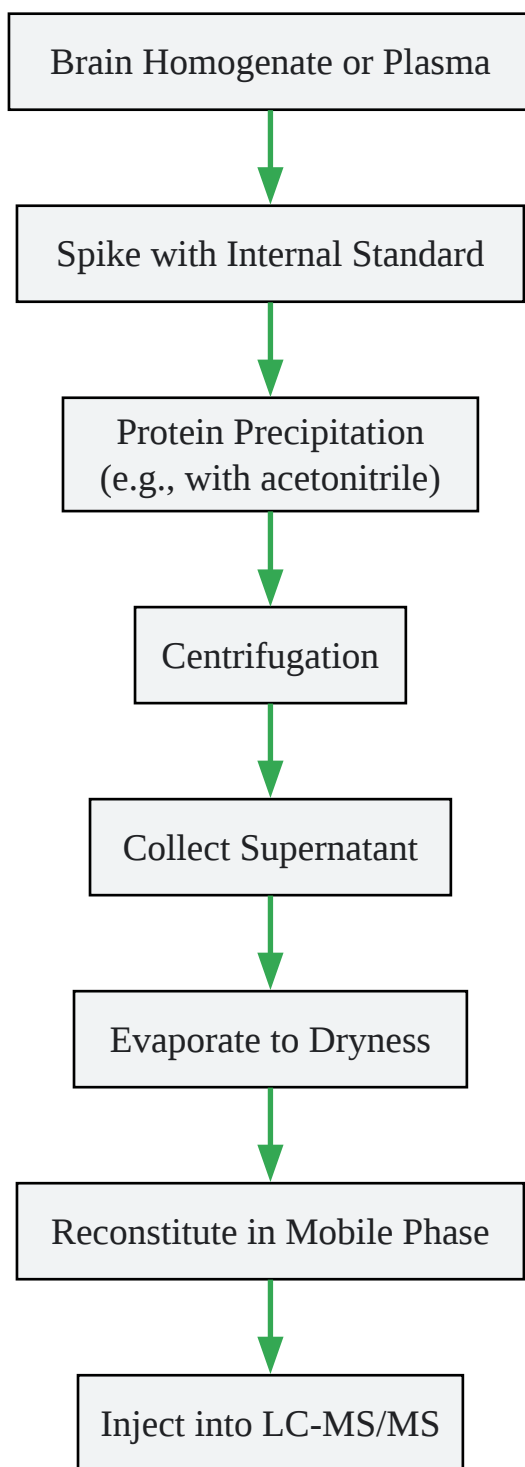 Brain Homogenate or Plasma
Spike with Internal Standard
Protein Precipitation
(e.g., with acetonitrile)
Centrifugation
Collect Supernatant
Evaporate to Dryness
Reconstitute in Mobile Phase
Inject into LC-MS/MS